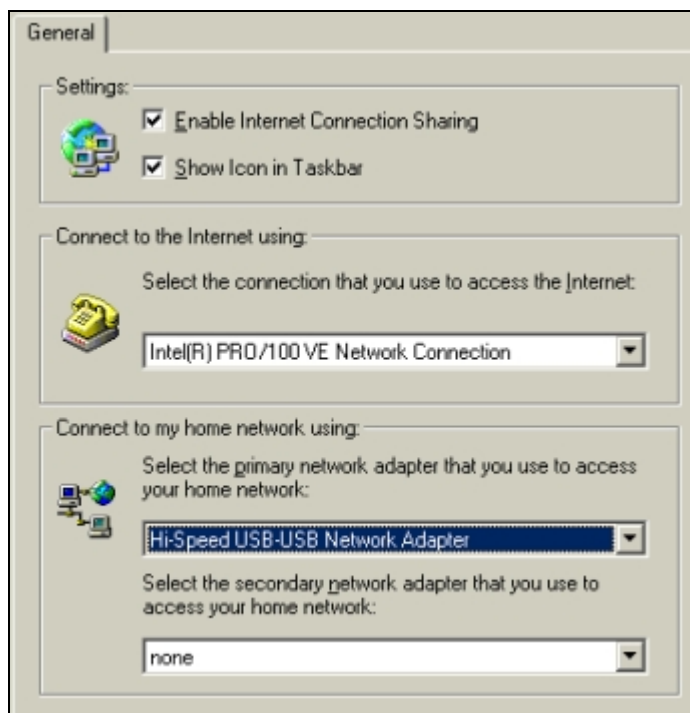 General
Settings:
Enable Internet Connection Sharing
Show Icon in Taskbar
Connect to the Internet using:
Select the connection that you use to access the Internet:
Intel(R) PRO/100 VE Network Connection
Connect to my home network using:
Select the primary network adapter that you use to access
your home network:
Hi-Speed USB-USB Network Adapter
Select the secondary network adapter that you use to
access your home network:
none